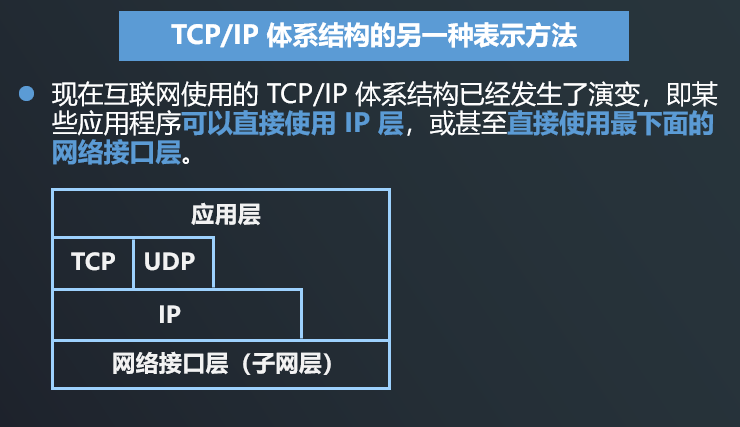 TCP/IP 体系结构的另一种表示方法
现在互联网使用的 TCP/IP 体系结构已经发生了演变，即某
些应用程序可以直接使用 IP 层，或甚至直接使用最下面的
网络接口层。
应用层
TCP UDP
IP
网络接口层（子网层）